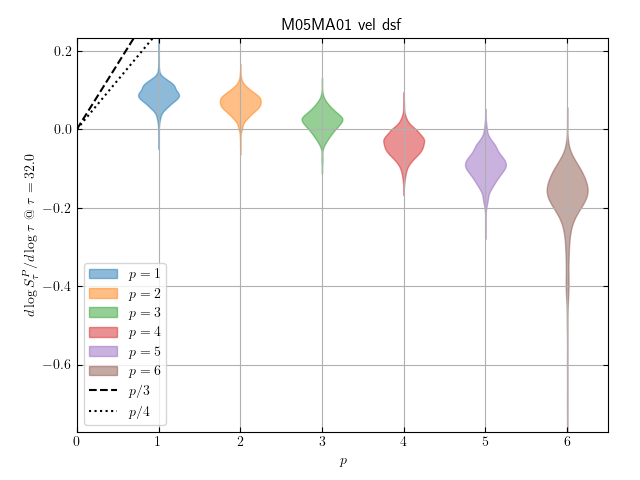 M05MA01 vel dsf
d log S_τ^p / d log τ @ τ = 32.0
0.2
0.0
−0.2
−0.4
−0.6
p = 1
p = 2
p = 3
p = 4
p = 5
p = 6
p/3
p/4
0 1 2 3 4 5 6
p